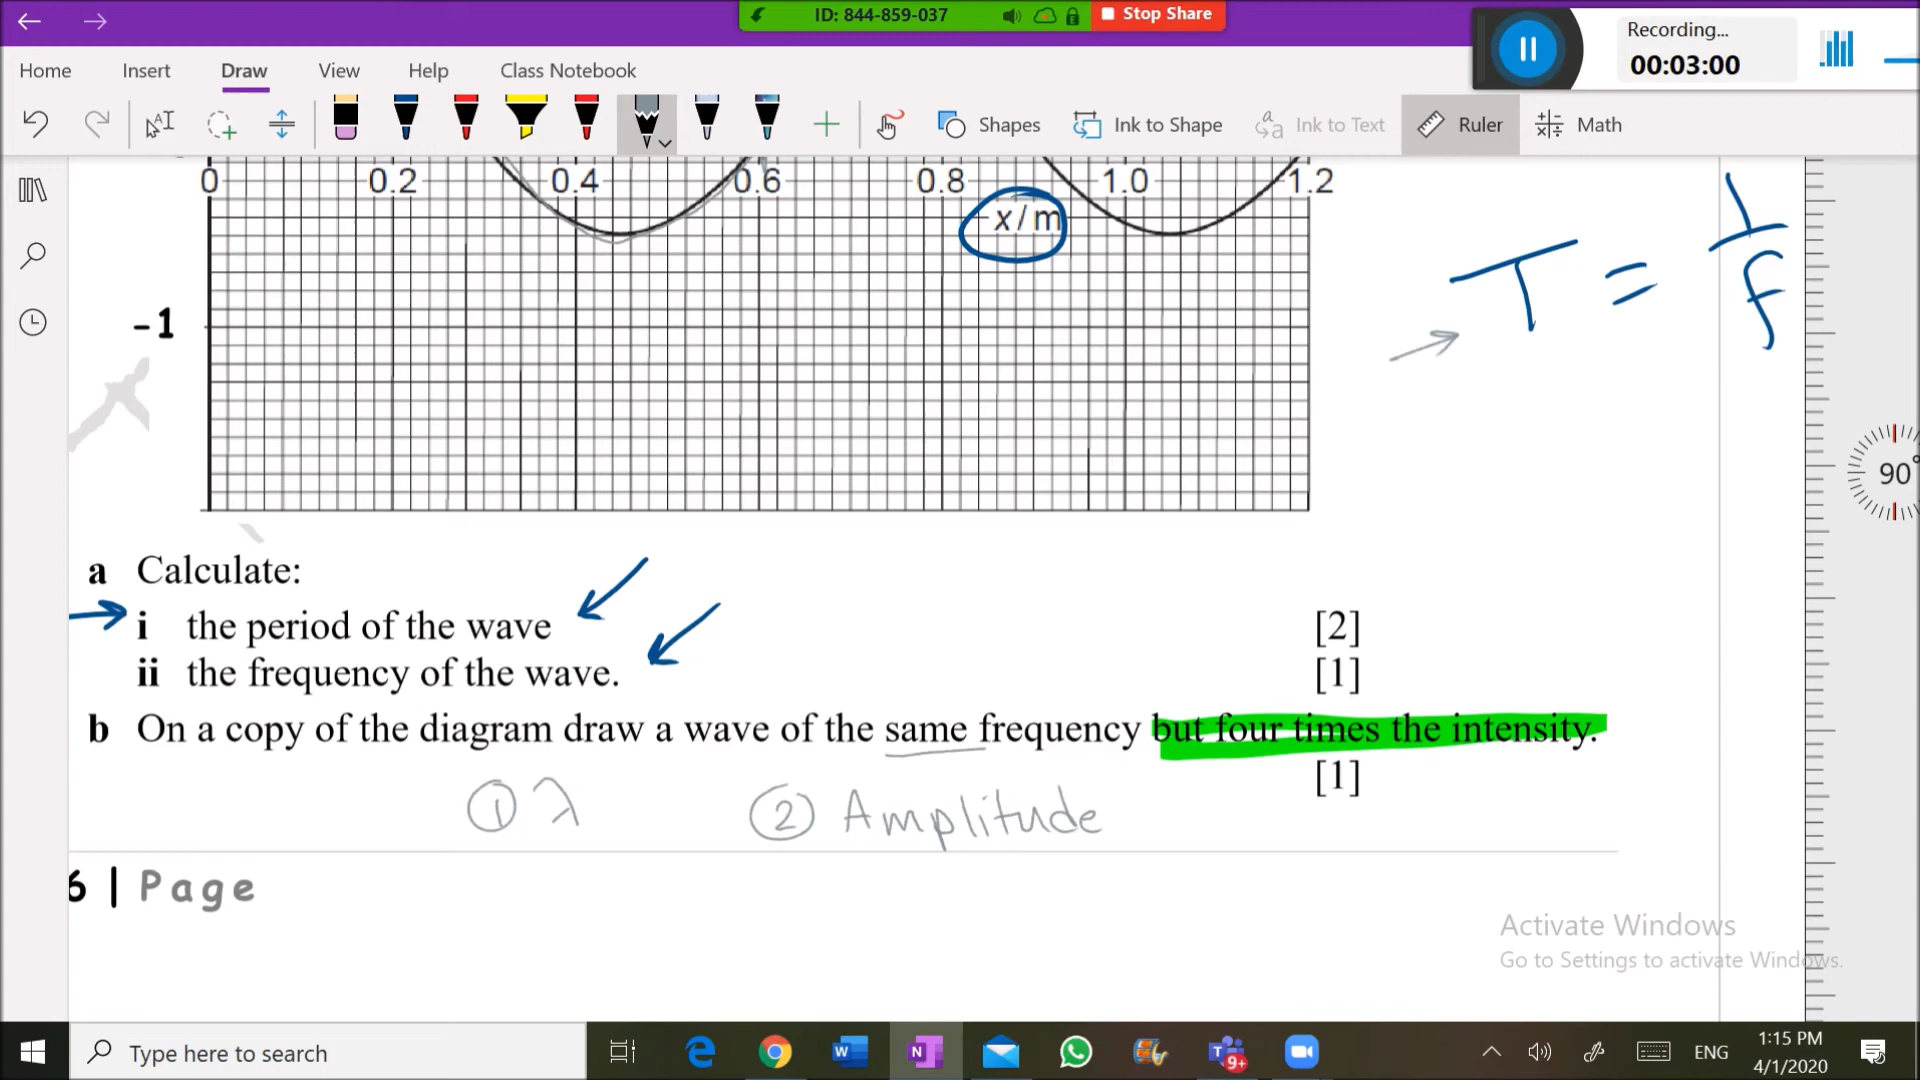 ID: 844-859-037 Stop Share
Recording...
00:03:00
Home Insert Draw View Help Class Notebook
Shapes Ink to Shape Ink to Text Ruler Math
0 0.2 0.4 0.6 0.8 1.0 1.2
x/m
T = 1/f
-1
90°
a Calculate:
i the period of the wave [2]
ii the frequency of the wave. [1]
b On a copy of the diagram draw a wave of the same frequency but four times the intensity.
[1]
① λ ② Amplitude
6 | Page
Activate Windows
Go to Settings to activate Windows.
Type here to search
9+
ENG
1:15 PM
4/1/2020